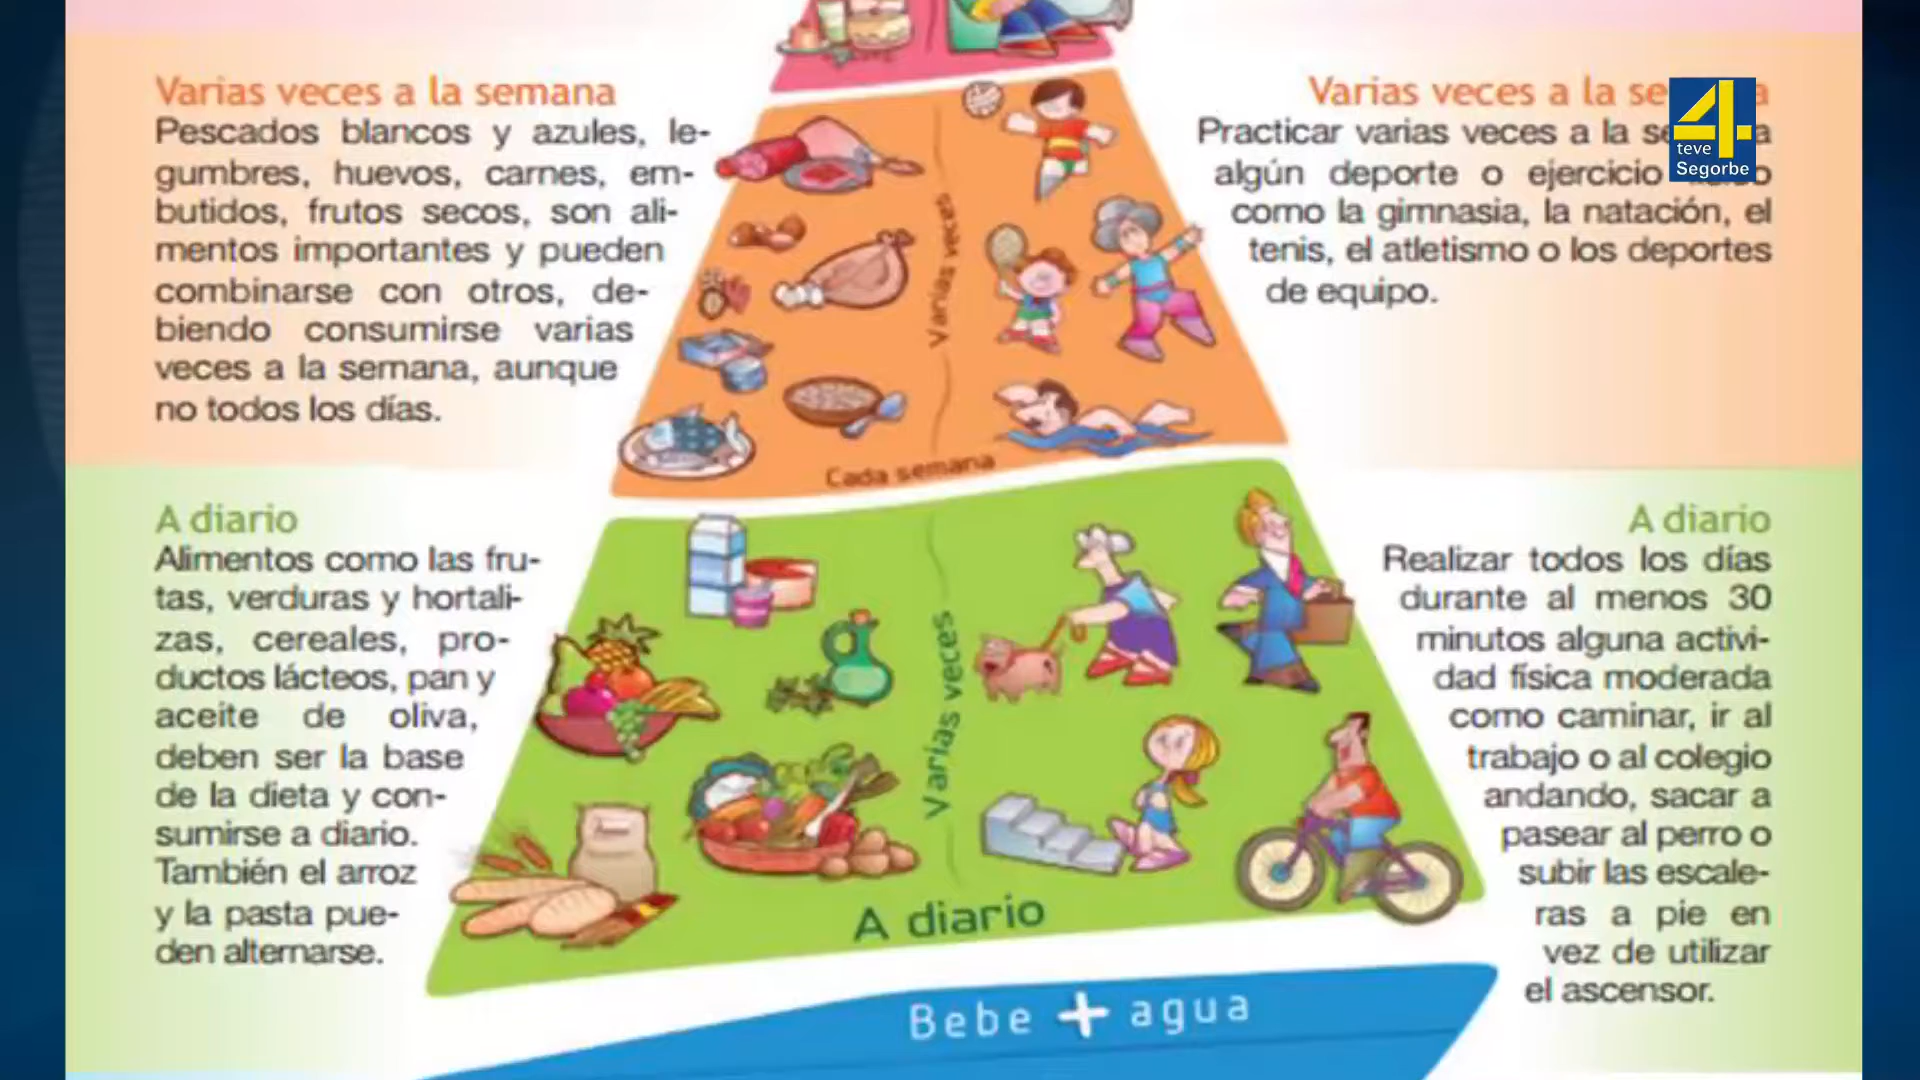 Varias veces a la semana
Pescados blancos y azules, le-
gumbres, huevos, carnes, em-
butidos, frutos secos, son ali-
mentos importantes y pueden
combinarse con otros, de-
biendo consumirse varias
veces a la semana, aunque
no todos los días.
Varias veces
Cada semana
Varias veces a la
Practicar varias veces a la
algún deporte o ejercicio
como la gimnasia, la natación, el
tenis, el atletismo o los deportes
de equipo.
4
teve
Segorbe
A diario
Alimentos como las fru-
tas, verduras y hortali-
zas, cereales, pro-
ductos lácteos, pan y
aceite de oliva,
deben ser la base
de la dieta y con-
sumirse a diario.
También el arroz
y la pasta pue-
den alternarse.
Varias veces
A diario
A diario
Realizar todos los días
durante al menos 30
minutos alguna activi-
dad física moderada
como caminar, ir al
trabajo o al colegio
andando, sacar a
pasear al perro o
subir las escale-
ras a pie en
vez de utilizar
el ascensor.
Bebe + agua